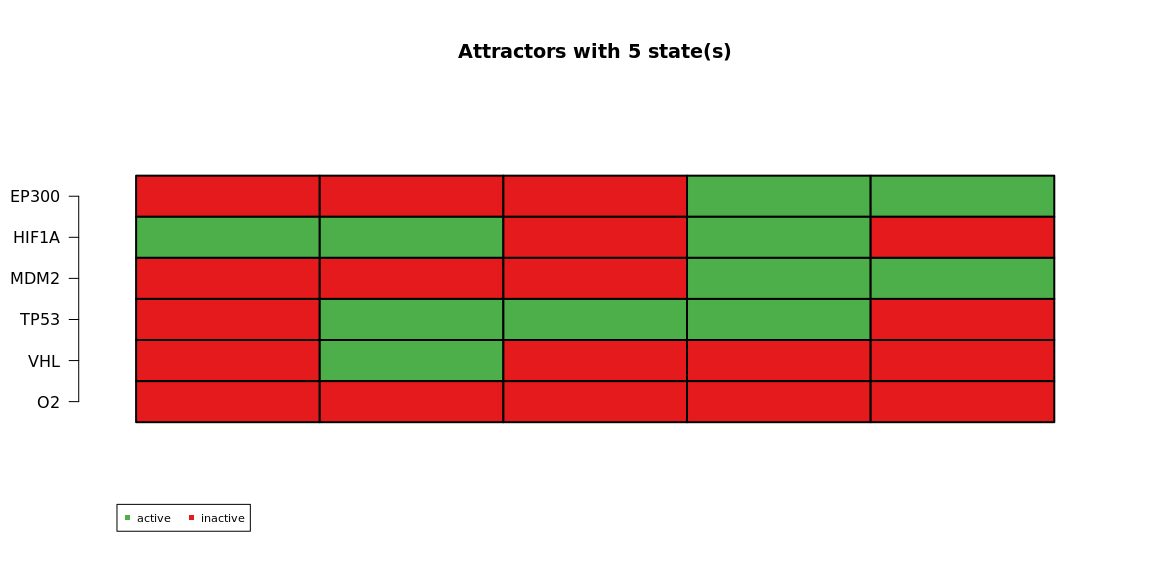 Attractors with 5 state(s)
EP300
HIF1A
MDM2
TP53
VHL
O2
active inactive